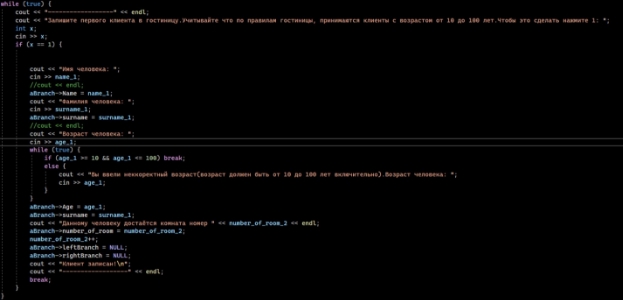 while (true) {
cout << "------------------" << endl;
cout << "Запишите первого клиента в гостиницу.Учитывайте что по правилам гостиницы, принимаются клиенты с возрастом от 10 до 100 лет.Чтобы это сделать нажмите 1: ";
int x;
cin >> x;
if (x == 1) {
cout << "Имя человека: ";
cin >> name_1;
//cout << endl;
aBranch->Name = name_1;
cout << "Фамилия человека: ";
cin >> surname_1;
aBranch->surname = surname_1;
//cout << endl;
cout << "Возраст человека: ";
cin >> age_1;
while (true) {
if (age_1 >= 10 && age_1 <= 100) break;
else {
cout << "Вы ввели некорректный возраст(возраст должен быть от 10 до 100 лет включительно).Возраст человека: ";
cin >> age_1;
}
}
aBranch->Age = age_1;
aBranch->surname = surname_1;
cout << "Данному человеку достаётся комната номер " << number_of_room_2 << endl;
aBranch->number_of_room = number_of_room_2;
number_of_room_2++;
aBranch->leftBranch = NULL;
aBranch->rightBranch = NULL;
cout << "Клиент записан!\n";
cout << "------------------" << endl;
break;
}
}